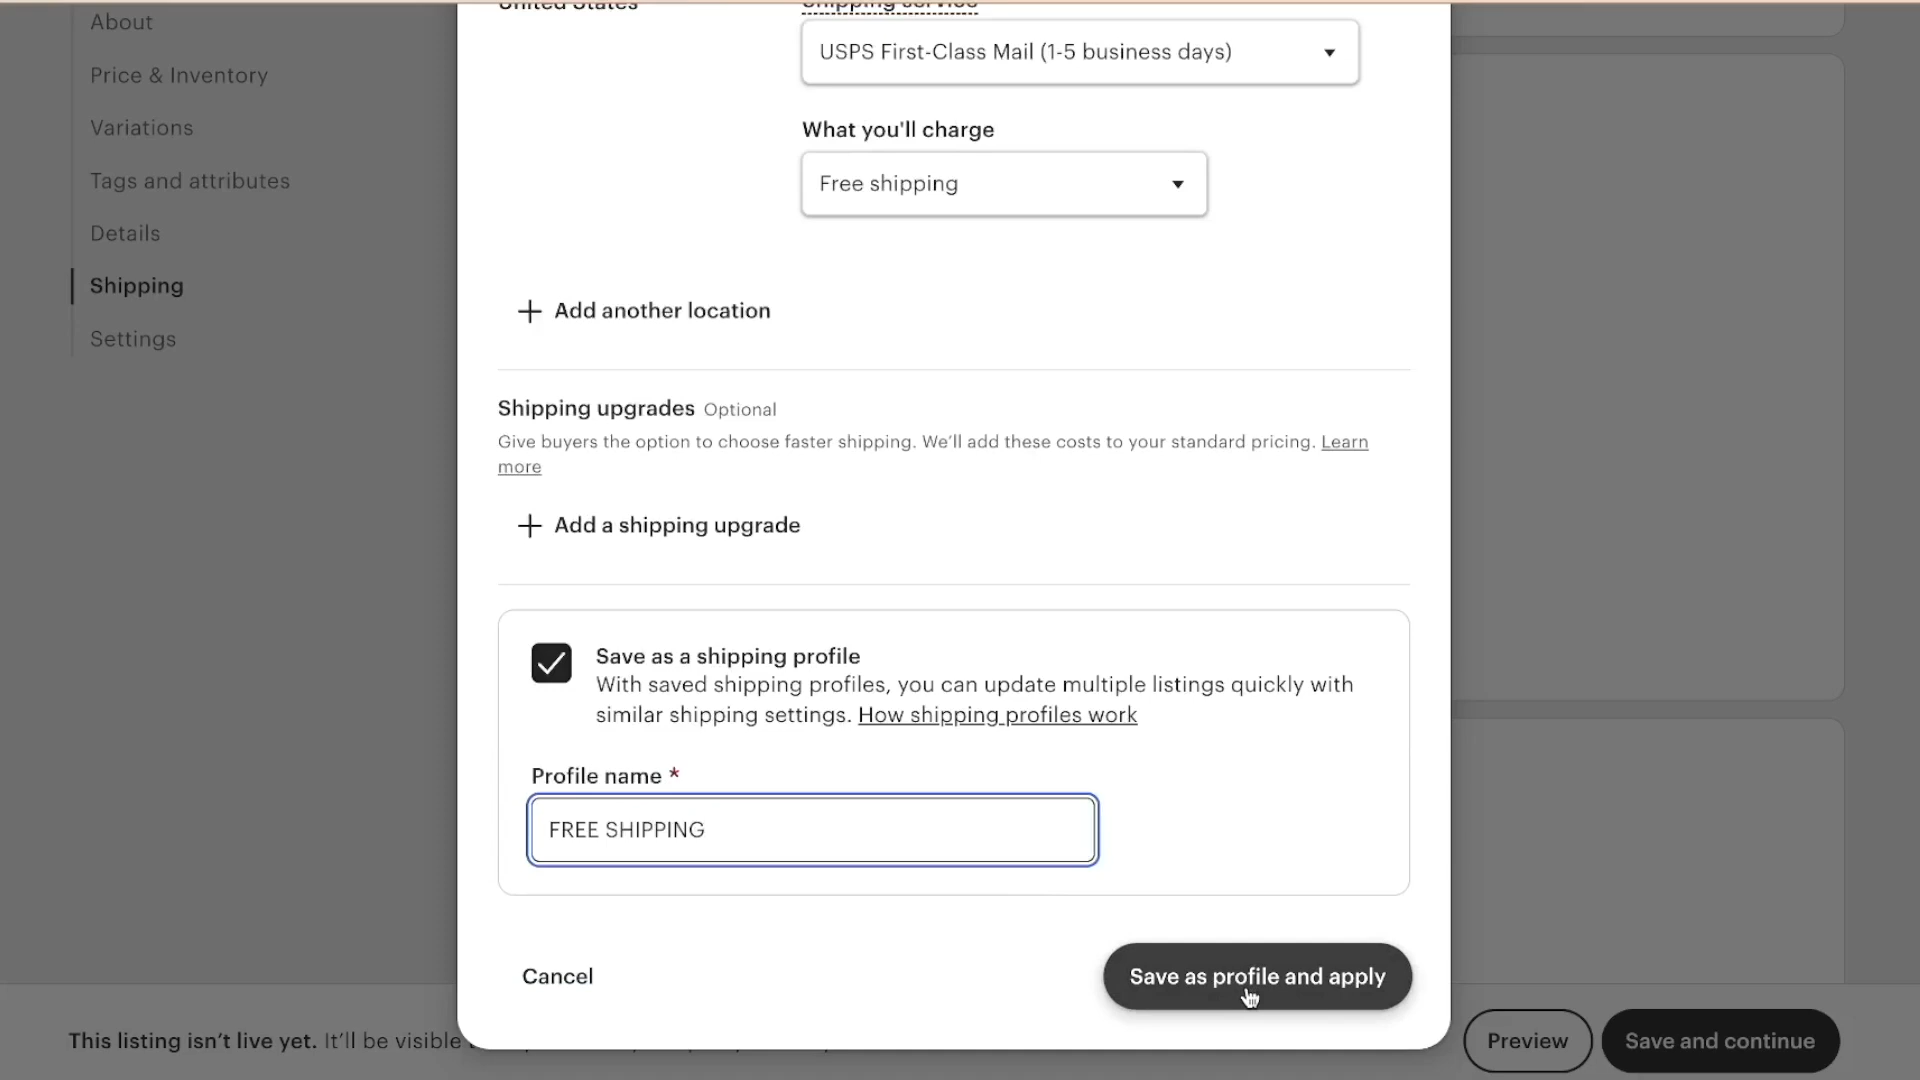 About
Price & Inventory
Variations
Tags and attributes
Details
Shipping
Settings
United States
Shipping service
USPS First-Class Mail (1-5 business days)
What you'll charge
Free shipping
Add another location
Shipping upgrades Optional
Give buyers the option to choose faster shipping. We'll add these costs to your standard pricing. Learn
more
Add a shipping upgrade
Save as a shipping profile
With saved shipping profiles, you can update multiple listings quickly with
similar shipping settings. How shipping profiles work
Profile name *
FREE SHIPPING
Cancel
Save as profile and apply
This listing isn't live yet. It'll be visible
Preview
Save and continue